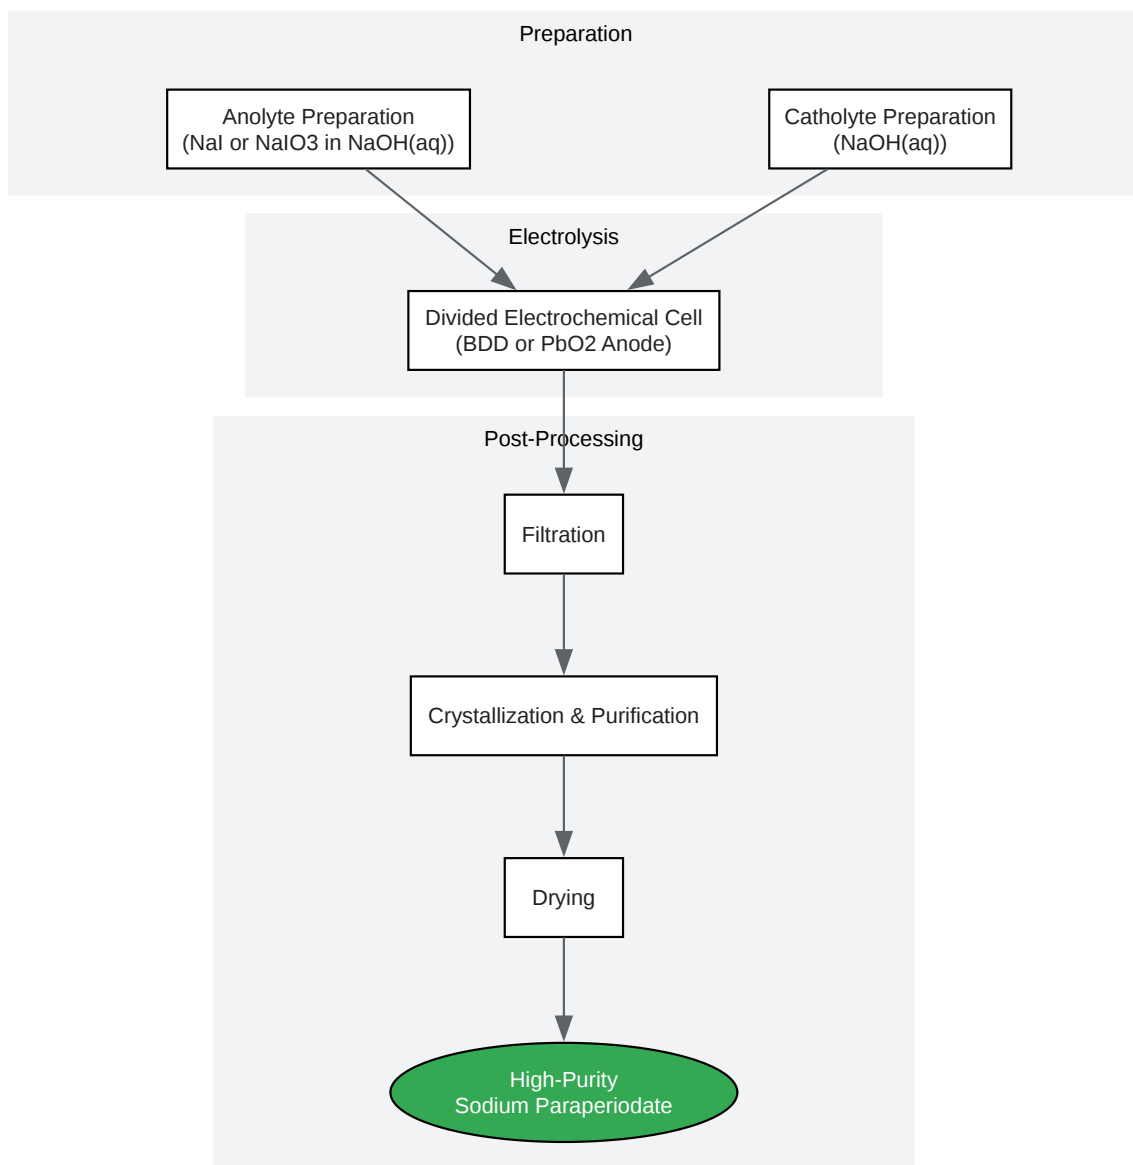 Preparation
Anolyte Preparation
(NaI or NaIO3 in NaOH(aq))
Catholyte Preparation
(NaOH(aq))
Electrolysis
Divided Electrochemical Cell
(BDD or PbO2 Anode)
Post-Processing
Filtration
Crystallization & Purification
Drying
High-Purity
Sodium Paraperiodate